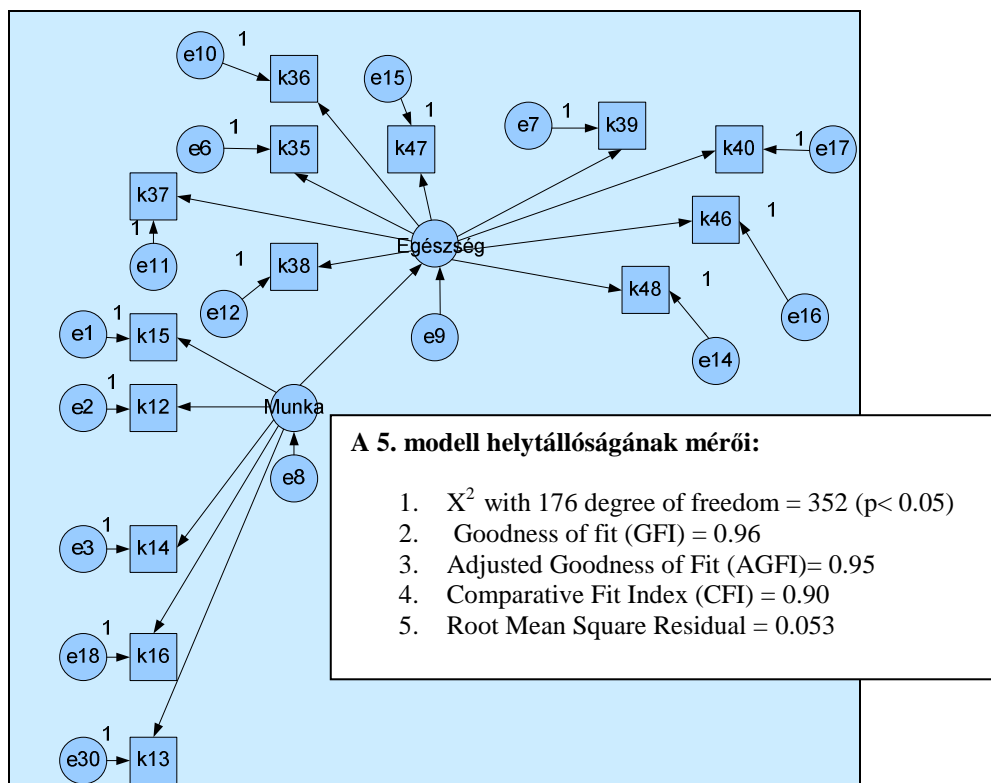 1
e10
k36
e15
1
k47
e7
1
k39
k40
1
e17
1
e6
k35
k37
1
e11
Egészség
k46
1
1
k38
e12
k48
1
e16
e9
e14
1
e1
k15
1
e2
k12
Munka
e8
1
e3
k14
1
e18
k16
1
e30
k13
A 5. modell helytállóságának mérői:
1. X² with 176 degree of freedom = 352 (p< 0.05)
2. Goodness of fit (GFI) = 0.96
3. Adjusted Goodness of Fit (AGFI)= 0.95
4. Comparative Fit Index (CFI) = 0.90
5. Root Mean Square Residual = 0.053